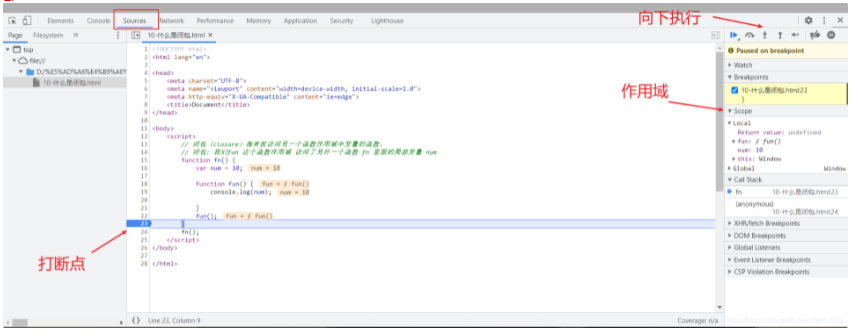 Elements Console Sources Network Performance Memory Application Security Lighthouse
向下执行
Page Filesystem » 10-什么是闭包.html ×
top
file://
D:/%E5%AD%A6%E4%B9%A0%
10-什么是闭包.html
1 <!DOCTYPE html>
2 <html lang="en">
3
4 <head>
5 <meta charset="UTF-8">
6 <meta name="viewport" content="width=device-width, initial-scale=1.0">
7 <meta http-equiv="X-UA-Compatible" content="ie=edge">
8 <title>Document</title>
9 </head>
10
11 <body>
12 <script>
13 // 闭包 (closure) 指有权访问另一个函数作用域中变量的函数.
14 // 闭包: 我们fun 这个函数作用域 访问了另外一个函数 fn 里面的局部变量 num
15 function fn() {
16 var num = 10; num = 10
17
18 function fun() { fun = ƒ fun()
19 console.log(num); num = 10
20
21 }
22 fun(); fun = ƒ fun()
23 }
24 fn();
25 </script>
26 </body>
27
28 </html>
打断点
{} Line 23, Column 9 Coverage: n/a
作用域
Paused on breakpoint
Watch
Breakpoints
10-什么是闭包.html:23
}
Scope
Local
Return value: undefined
fun: ƒ fun()
num: 10
this: Window
Global Window
Call Stack
fn 10-什么是闭包.html:23
(anonymous)
10-什么是闭包.html:24
XHR/fetch Breakpoints
DOM Breakpoints
Global Listeners
Event Listener Breakpoints
CSP Violation Breakpoints